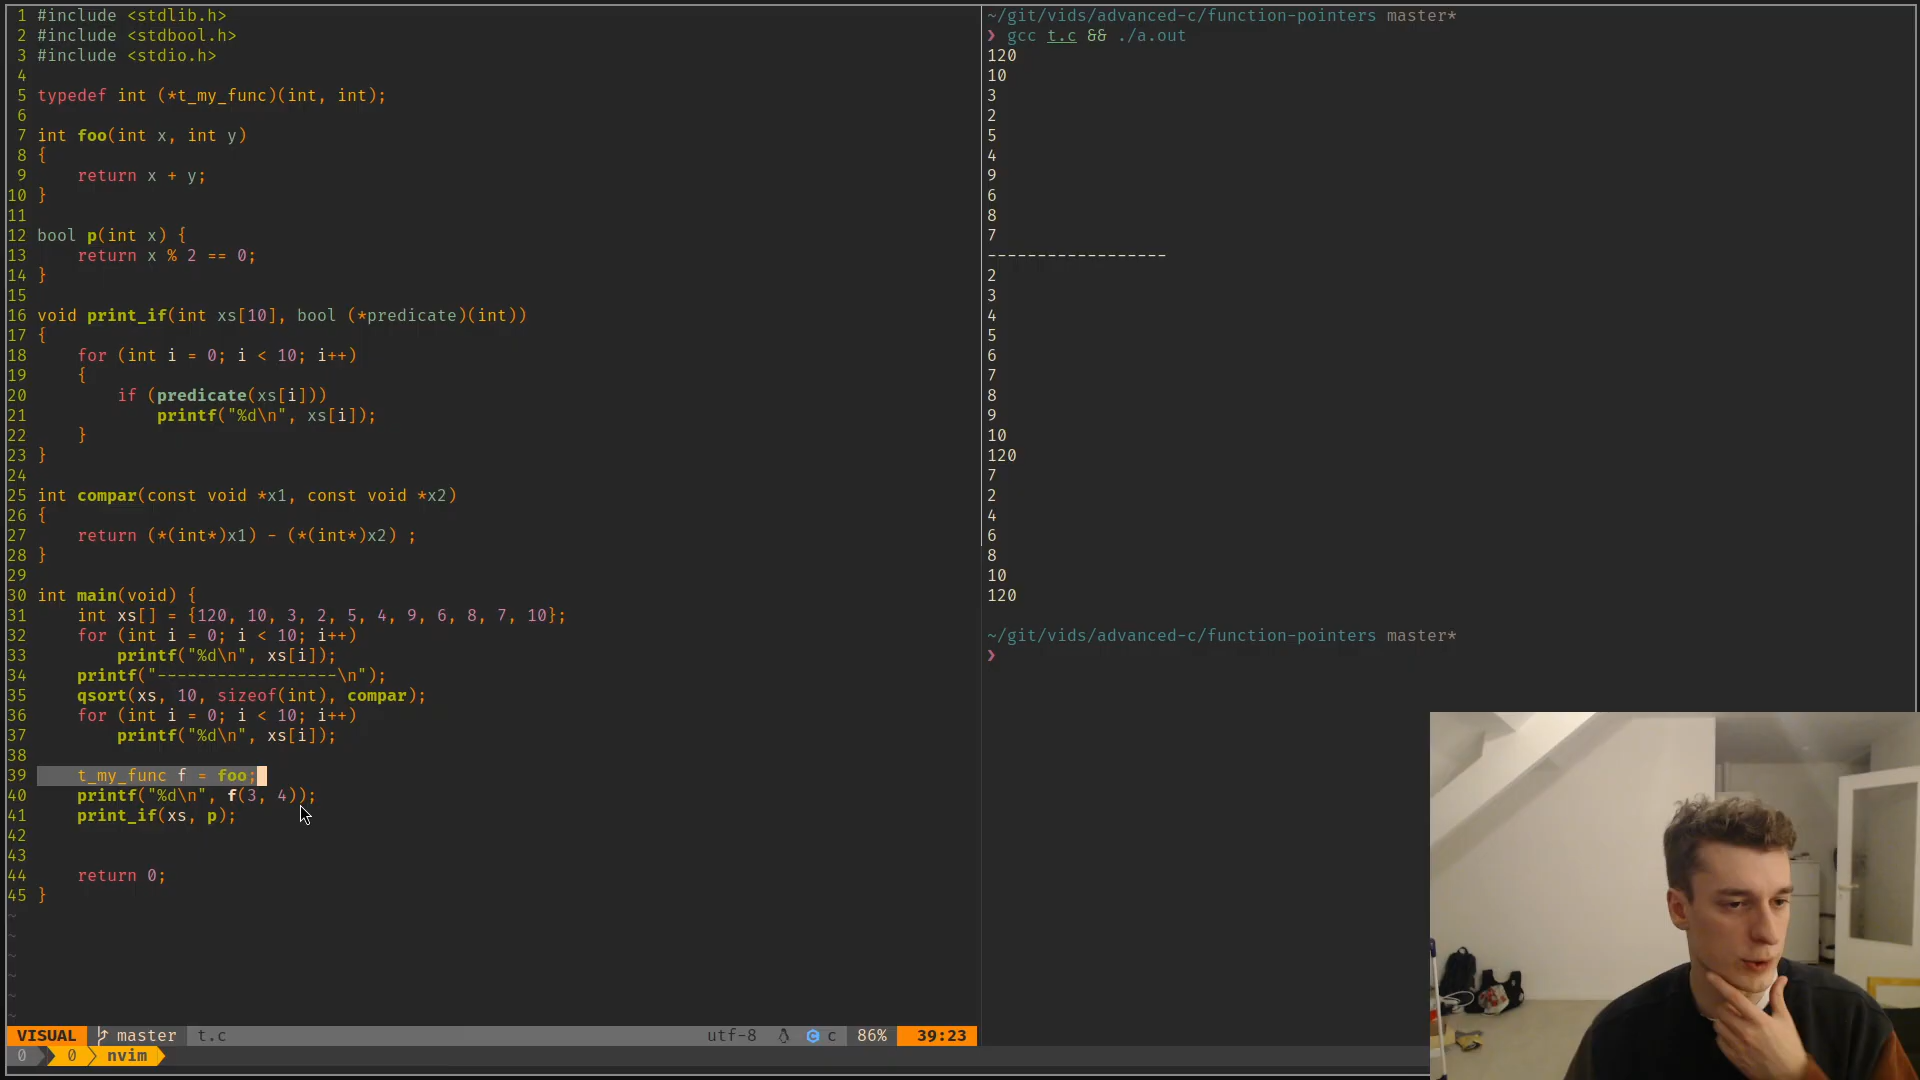 1 #include <stdlib.h>
2 #include <stdbool.h>
3 #include <stdio.h>
4
5 typedef int (*t_my_func)(int, int);
6
7 int foo(int x, int y)
8 {
9     return x + y;
10 }
11
12 bool p(int x) {
13     return x % 2 == 0;
14 }
15
16 void print_if(int xs[10], bool (*predicate)(int))
17 {
18     for (int i = 0; i < 10; i++)
19     {
20         if (predicate(xs[i]))
21             printf("%d\n", xs[i]);
22     }
23 }
24
25 int compar(const void *x1, const void *x2)
26 {
27     return (*(int*)x1) - (*(int*)x2) ;
28 }
29
30 int main(void) {
31     int xs[] = {120, 10, 3, 2, 5, 4, 9, 6, 8, 7, 10};
32     for (int i = 0; i < 10; i++)
33         printf("%d\n", xs[i]);
34     printf("------------------\n");
35     qsort(xs, 10, sizeof(int), compar);
36     for (int i = 0; i < 10; i++)
37         printf("%d\n", xs[i]);
38
39     t_my_func f = foo;
40     printf("%d\n", f(3, 4));
41     print_if(xs, p);
42
43
44     return 0;
45 }
~
~
~
~
~
~
VISUAL master t.c utf-8 c 86% 39:23
0 0 nvim
~/git/vids/advanced-c/function-pointers master*
❯ gcc t.c && ./a.out
120
10
3
2
5
4
9
6
8
7
------------------
2
3
4
5
6
7
8
9
10
120
7
2
4
6
8
10
120
~/git/vids/advanced-c/function-pointers master*
❯